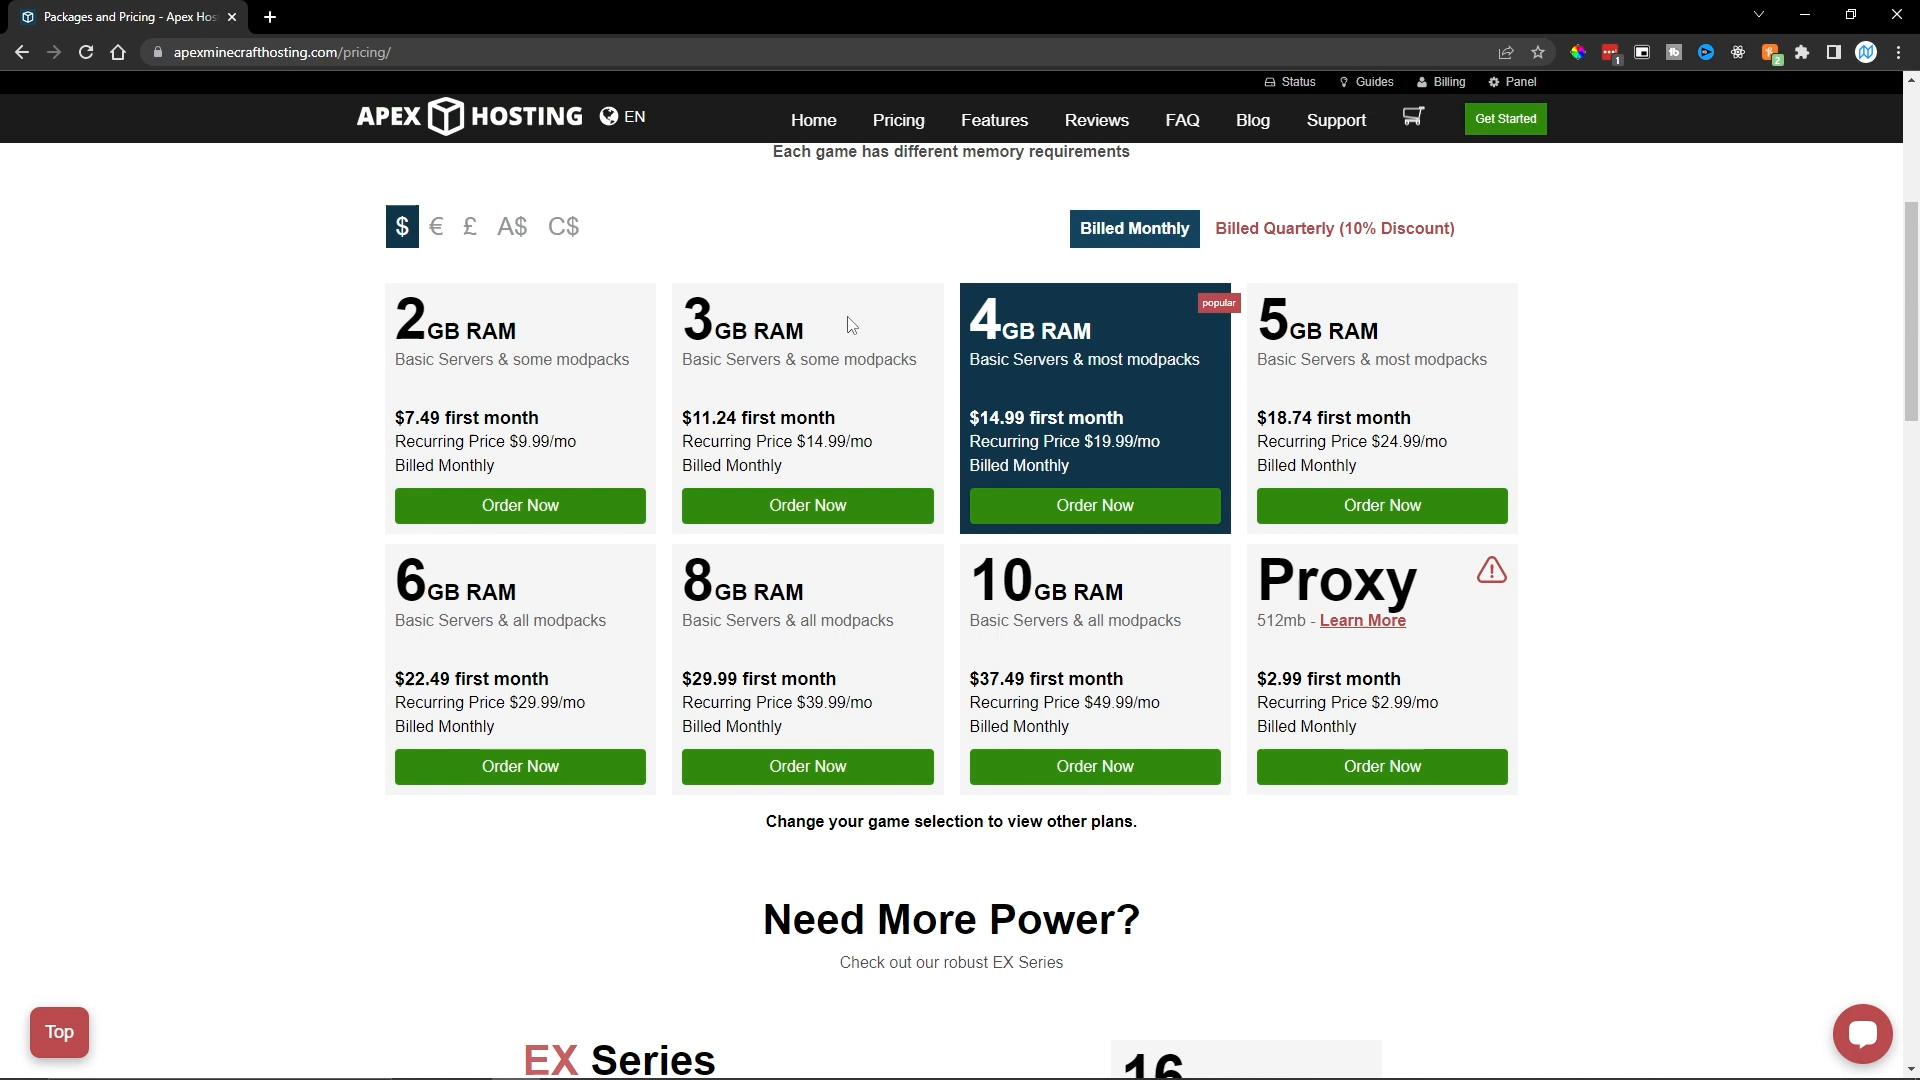 Packages and Pricing - Apex Hos
apexminecrafthosting.com/pricing/
1
2
Status Guides Billing Panel
APEX HOSTING EN
Home Pricing Features Reviews FAQ Blog Support Get Started
Each game has different memory requirements
$ € £ A$ C$
Billed Monthly Billed Quarterly (10% Discount)
2GB RAM
Basic Servers & some modpacks
$7.49 first month
Recurring Price $9.99/mo
Billed Monthly
Order Now
3GB RAM
Basic Servers & some modpacks
$11.24 first month
Recurring Price $14.99/mo
Billed Monthly
Order Now
popular
4GB RAM
Basic Servers & most modpacks
$14.99 first month
Recurring Price $19.99/mo
Billed Monthly
Order Now
5GB RAM
Basic Servers & most modpacks
$18.74 first month
Recurring Price $24.99/mo
Billed Monthly
Order Now
6GB RAM
Basic Servers & all modpacks
$22.49 first month
Recurring Price $29.99/mo
Billed Monthly
Order Now
8GB RAM
Basic Servers & all modpacks
$29.99 first month
Recurring Price $39.99/mo
Billed Monthly
Order Now
10GB RAM
Basic Servers & all modpacks
$37.49 first month
Recurring Price $49.99/mo
Billed Monthly
Order Now
Proxy
512mb - Learn More
$2.99 first month
Recurring Price $2.99/mo
Billed Monthly
Order Now
Change your game selection to view other plans.
Need More Power?
Check out our robust EX Series
Top
EX Series
16